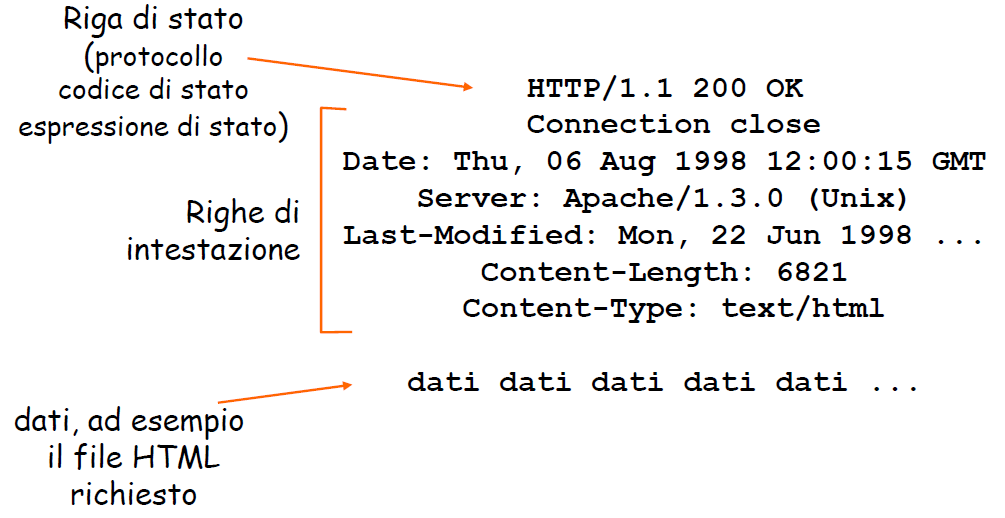 Riga di stato
(protocollo
codice di stato
espressione di stato)
HTTP/1.1 200 OK
Connection close
Date: Thu, 06 Aug 1998 12:00:15 GMT
Server: Apache/1.3.0 (Unix)
Last-Modified: Mon, 22 Jun 1998 ...
Content-Length: 6821
Content-Type: text/html
Righe di
intestazione
dati dati dati dati dati ...
dati, ad esempio
il file HTML
richiesto